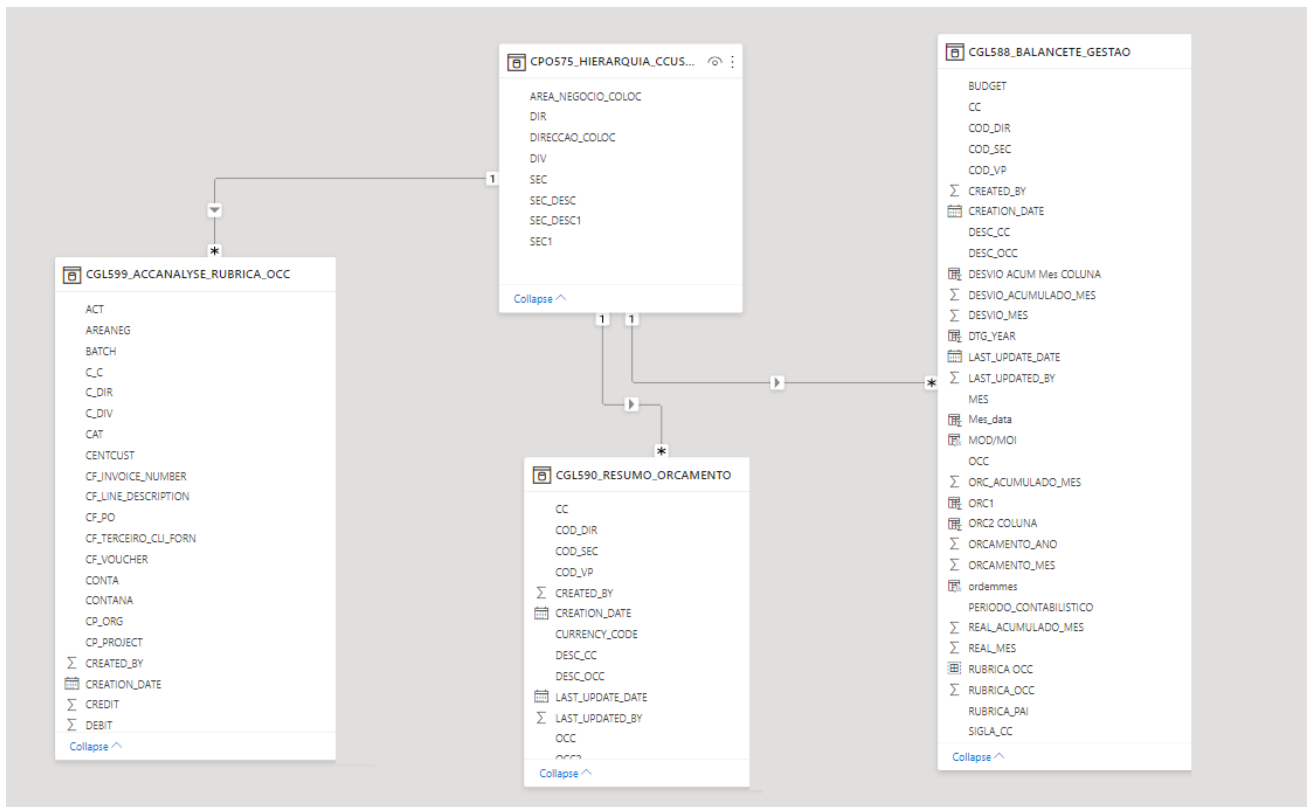 CPO575_HIERARQUIA_CCUS...
AREA_NEGOCIO_COLOC
DIR
DIRECCAO_COLOC
DIV
SEC
SEC_DESC
SEC_DESC1
SEC1
Collapse
CGL588_BALANCETE_GESTAO
BUDGET
CC
COD_DIR
COD_SEC
COD_VP
CREATED_BY
CREATION_DATE
DESC_CC
DESC_OCC
DESVIO ACUM Mes COLUNA
DESVIO_ACUMULADO_MES
DESVIO_MES
DTG_YEAR
LAST_UPDATE_DATE
LAST_UPDATED_BY
MES
Mes_data
MOD/MOI
OCC
ORC_ACUMULADO_MES
ORC1
ORC2 COLUNA
ORCAMENTO_ANO
ORCAMENTO_MES
ordemmes
PERIODO_CONTABILISTICO
REAL_ACUMULADO_MES
REAL_MES
RUBRICA OCC
RUBRICA_OCC
RUBRICA_PAI
SIGLA_CC
Collapse
1
*
1
1
*
*
CGL599_ACCANALYSE_RUBRICA_OCC
ACT
AREANEG
BATCH
C_C
C_DIR
C_DIV
CAT
CENTCUST
CF_INVOICE_NUMBER
CF_LINE_DESCRIPTION
CF_PO
CF_TERCEIRO_CLI_FORN
CF_VOUCHER
CONTA
CONTANA
CP_ORG
CP_PROJECT
CREATED_BY
CREATION_DATE
CREDIT
DEBIT
Collapse
CGL590_RESUMO_ORCAMENTO
CC
COD_DIR
COD_SEC
COD_VP
CREATED_BY
CREATION_DATE
CURRENCY_CODE
DESC_CC
DESC_OCC
LAST_UPDATE_DATE
LAST_UPDATED_BY
OCC
Collapse